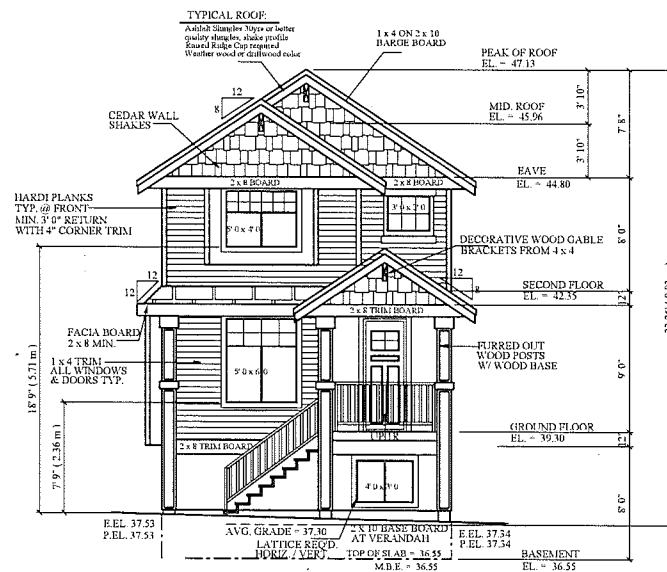 TYPICAL ROOF:
Ashhlt Shingles 30yrs or better
quality shingles, shake profile
Raised Ridge Cap required
Weather wood or driftwood color
1 x 4 ON 2 x 10
BARGE BOARD
PEAK OF ROOF
EL. = 47.13
12
8
MID. ROOF
EL. = 45.96
3' 10"
3' 10"
7' 8"
CEDAR WALL
SHAKES
EAVE
EL. = 44.80
2 x 8 BOARD
2 x 8 BOARD
HARDI PLANKS
TYP. @ FRONT
MIN. 3' 0" RETURN
WITH 4" CORNER TRIM
5'0 x 4'0
3'0 x 2'0
8' 0"
DECORATIVE WOOD GABLE
BRACKETS FROM 4 x 4
12
12
12
8
SECOND FLOOR
EL. = 42.35
12"
2 x 8 TRIM BOARD
FACIA BOARD
2 x 8 MIN.
FURRED OUT
WOOD POSTS
W/ WOOD BASE
1 x 4 TRIM
ALL WINDOWS
& DOORS TYP.
5'0 x 6'0
9' 0"
18' 9" ( 5.71 m )
7' 9" ( 2.36 m )
UP 1R
GROUND FLOOR
EL. = 39.30
2 x 8 TRIM BOARD
4'0 x 3'0
8' 0"
E.EL. 37.53
P.EL. 37.53
AVG. GRADE = 37.30
2 x 10 BASE BOARD
AT VERANDAH
E.EL. 37.34
P.EL. 37.34
LATTICE REQ'D.
HORIZ. / VERT.
TOP OF SLAB = 36.55
M.B.E. = 36.55
BASEMENT
EL. = 36.55